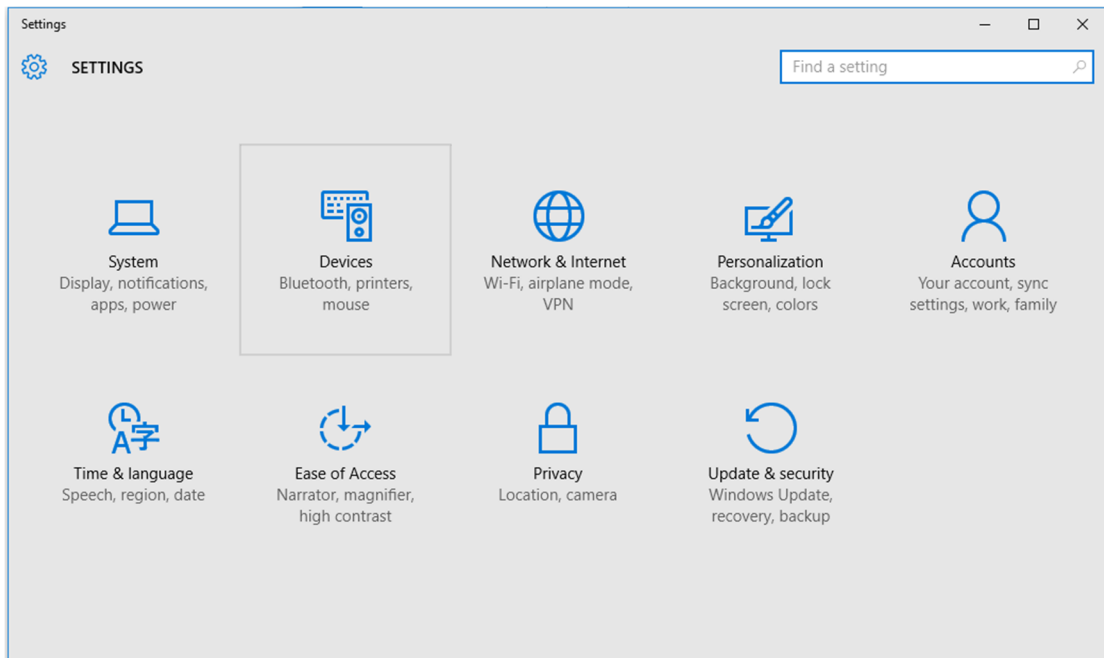 Settings
SETTINGS
Find a setting
System
Display, notifications,
apps, power
Devices
Bluetooth, printers,
mouse
Network & Internet
Wi-Fi, airplane mode,
VPN
Personalization
Background, lock
screen, colors
Accounts
Your account, sync
settings, work, family
Time & language
Speech, region, date
Ease of Access
Narrator, magnifier,
high contrast
Privacy
Location, camera
Update & security
Windows Update,
recovery, backup